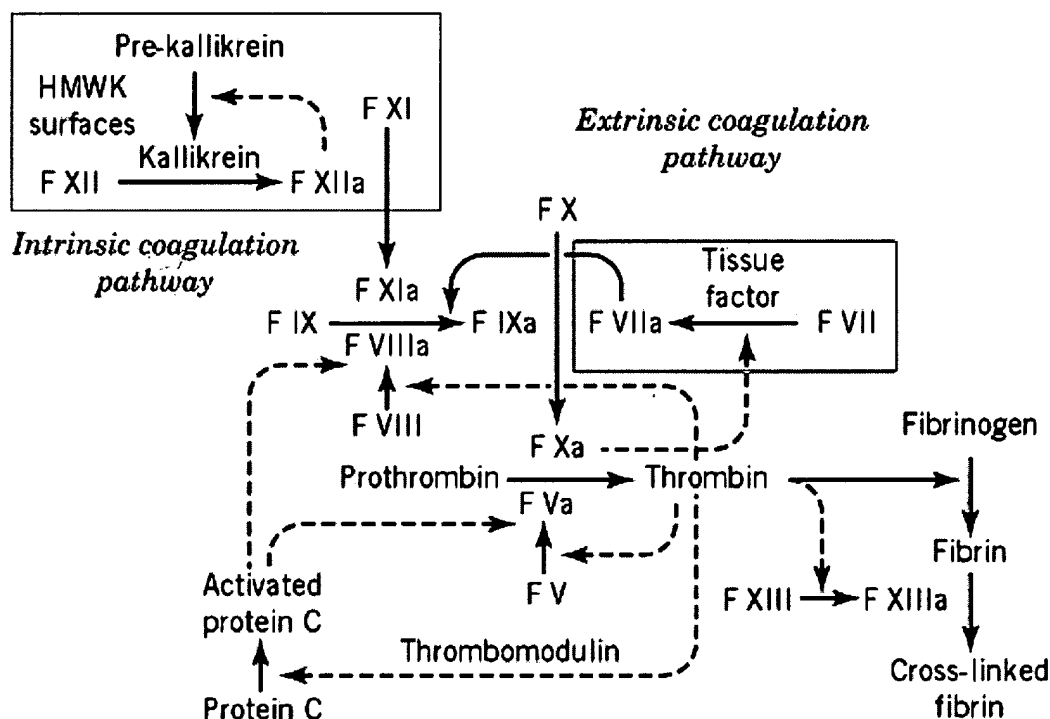 Pre-kallikrein
HMWK
surfaces
F XI
Kallikrein
F XII
F XIIa
Extrinsic coagulation
pathway
Intrinsic coagulation
pathway
F X
Tissue
factor
F XIa
F IX
F IXa
F VIIa
F VII
F VIIIa
F VIII
F Xa
Fibrinogen
Prothrombin
Thrombin
F Va
Fibrin
Activated
protein C
F V
F XIII
F XIIIa
Thrombomodulin
Cross-linked
fibrin
Protein C